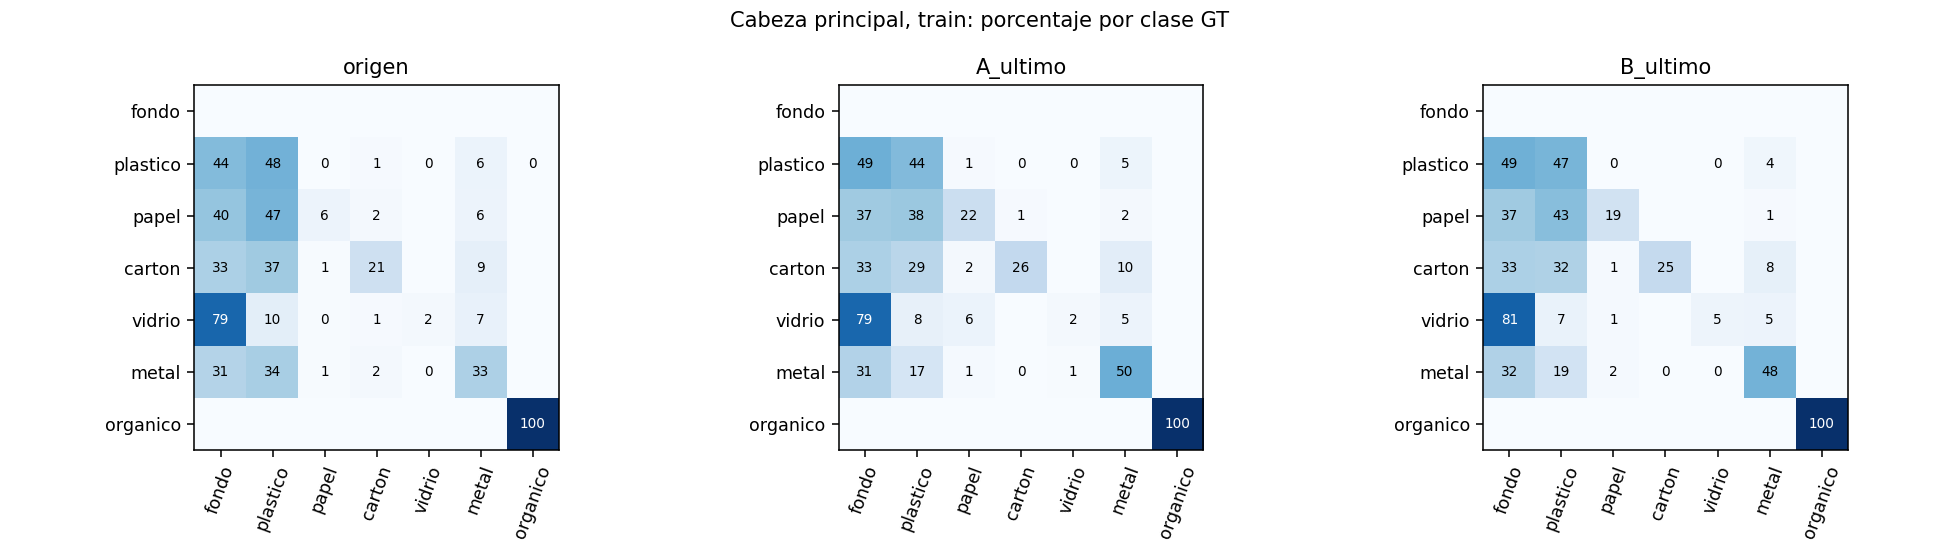 Cabeza principal, train: porcentaje por clase GT
origen
fondo
plastico 44 48 0 1 0 6 0
papel 40 47 6 2 6
carton 33 37 1 21 9
vidrio 79 10 0 1 2 7
metal 31 34 1 2 0 33
organico 100
fondo plastico papel carton vidrio metal organico
A_ultimo
fondo
plastico 49 44 1 0 0 5
papel 37 38 22 1 2
carton 33 29 2 26 10
vidrio 79 8 6 2 5
metal 31 17 1 0 1 50
organico 100
fondo plastico papel carton vidrio metal organico
B_ultimo
fondo
plastico 49 47 0 0 4
papel 37 43 19 1
carton 33 32 1 25 8
vidrio 81 7 1 5 5
metal 32 19 2 0 0 48
organico 100
fondo plastico papel carton vidrio metal organico